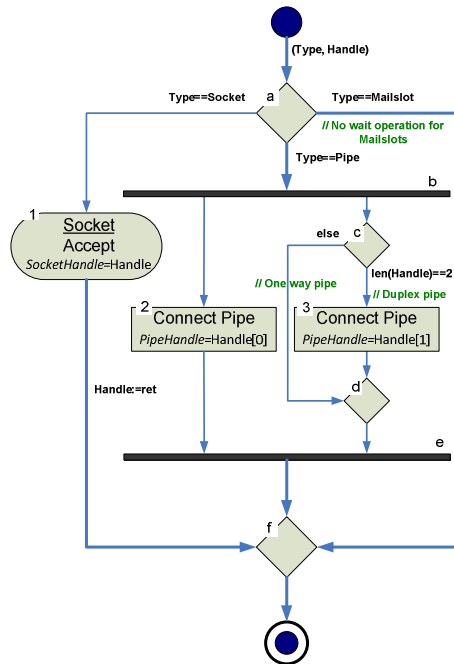 (Type, Handle)
a
Type==Socket
Type==Mailslot
// No wait operation for
Mailslots
Type==Pipe
b
1
Socket
Accept
SocketHandle=Handle
else
c
len(Handle)==2
// One way pipe
// Duplex pipe
2
Connect Pipe
PipeHandle=Handle[0]
3
Connect Pipe
PipeHandle=Handle[1]
Handle:=ret
d
e
f